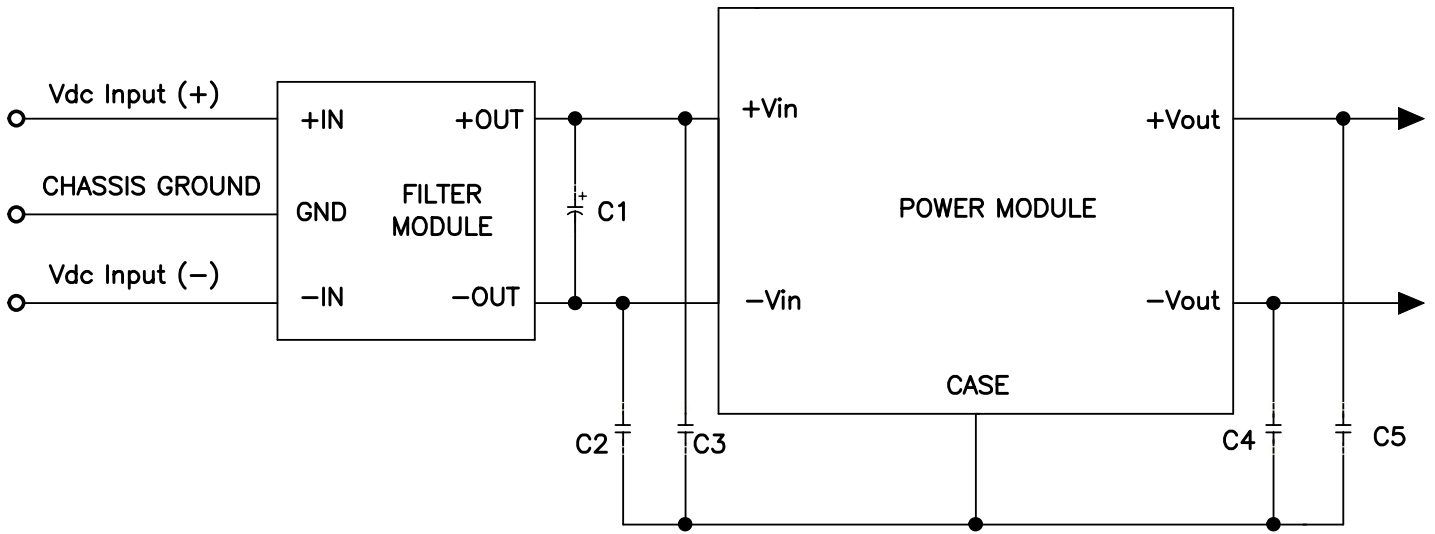 Vdc Input (+)
CHASSIS GROUND
Vdc Input (−)
+IN
GND
−IN
FILTER
MODULE
+OUT
−OUT
+
C1
C2
C3
+Vin
−Vin
POWER MODULE
CASE
+Vout
−Vout
C4
C5